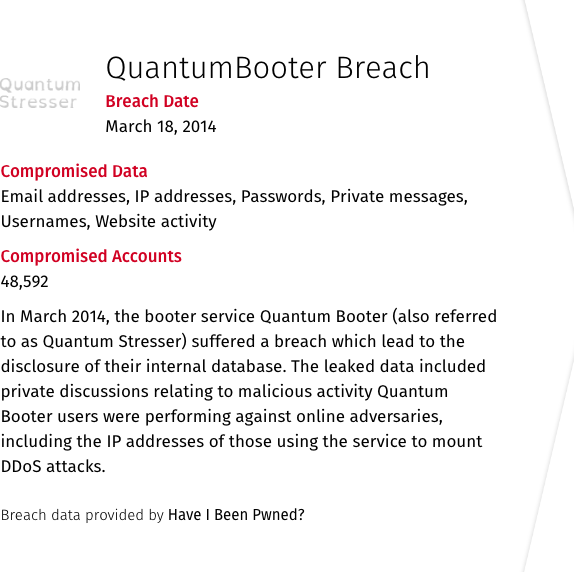 QuantumBooter Breach
Quantum
Stresser
Breach Date
March 18, 2014
Compromised Data
Email addresses, IP addresses, Passwords, Private messages,
Usernames, Website activity
Compromised Accounts
48,592
In March 2014, the booter service Quantum Booter (also referred
to as Quantum Stresser) suffered a breach which lead to the
disclosure of their internal database. The leaked data included
private discussions relating to malicious activity Quantum
Booter users were performing against online adversaries,
including the IP addresses of those using the service to mount
DDoS attacks.
Breach data provided by Have I Been Pwned?